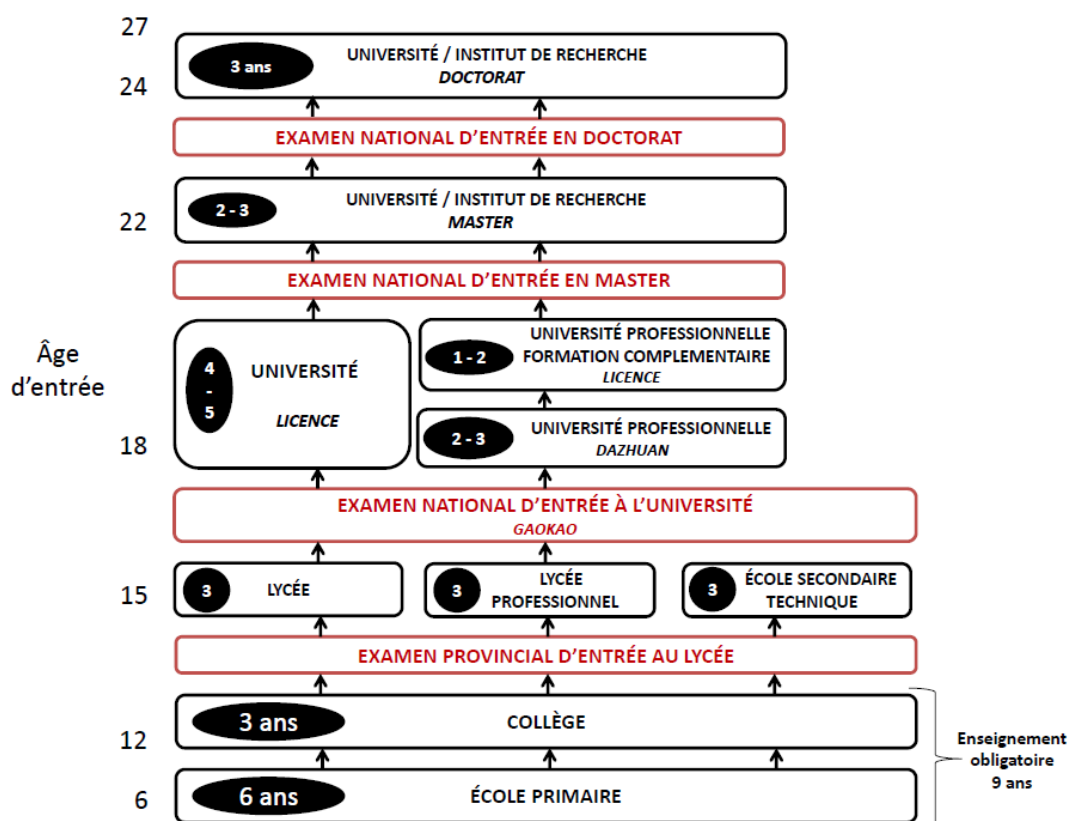 27
UNIVERSITÉ / INSTITUT DE RECHERCHE
3 ans
DOCTORAT
24
EXAMEN NATIONAL D'ENTRÉE EN DOCTORAT
UNIVERSITÉ / INSTITUT DE RECHERCHE
2 - 3
MASTER
22
EXAMEN NATIONAL D'ENTRÉE EN MASTER
Âge
d'entrée
4
-
5
UNIVERSITÉ
LICENCE
UNIVERSITÉ PROFESSIONNELLE
FORMATION COMPLEMENTAIRE
1 - 2
LICENCE
UNIVERSITÉ PROFESSIONNELLE
2 - 3
DAZHUAN
18
EXAMEN NATIONAL D'ENTRÉE À L'UNIVERSITÉ
GAOKAO
15
3
LYCÉE
3
LYCÉE
PROFESSIONNEL
3
ÉCOLE SECONDAIRE
TECHNIQUE
EXAMEN PROVINCIAL D'ENTRÉE AU LYCÉE
3 ans
COLLÈGE
12
Enseignement
obligatoire
9 ans
6
6 ans
ÉCOLE PRIMAIRE